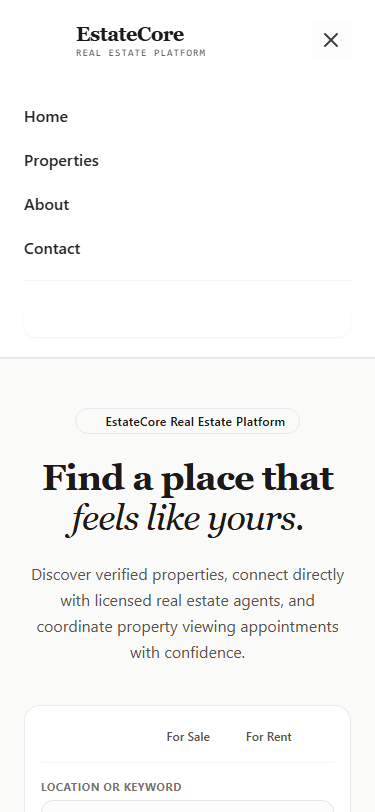 EstateCore
REAL ESTATE PLATFORM
Home
Properties
About
Contact
EstateCore Real Estate Platform
Find a place that
feels like yours.
Discover verified properties, connect directly
with licensed real estate agents, and
coordinate property viewing appointments
with confidence.
For Sale For Rent
LOCATION OR KEYWORD